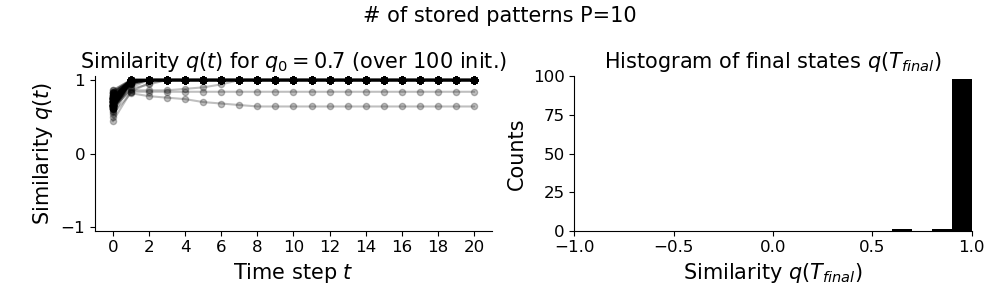 # of stored patterns P=10
Similarity q(t) for q₀ = 0.7 (over 100 init.)
Similarity q(t)
1
0
−1
0 2 4 6 8 10 12 14 16 18 20
Time step t
Histogram of final states q(T_final)
Counts
100
75
50
25
0
−1.0 −0.5 0.0 0.5 1.0
Similarity q(T_final)